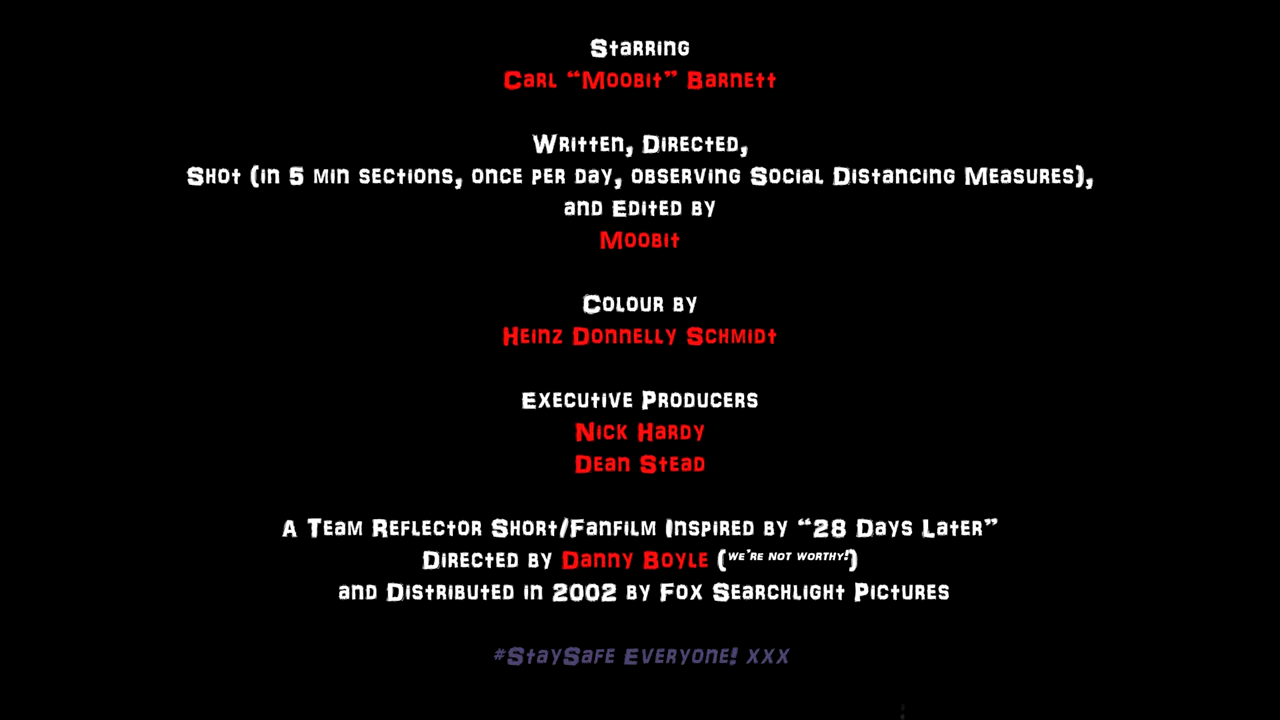 Starring
Carl “Moobit” Barnett
Written, Directed,
Shot (in 5 min sections, once per day, observing Social Distancing Measures),
and Edited by
Moobit
Colour by
Heinz Donnelly Schmidt
Executive Producers
Nick Hardy
Dean Stead
A Team Reflector Short/Fanfilm Inspired by “28 Days Later”
Directed by Danny Boyle (we're not worthy!)
and Distributed in 2002 by Fox Searchlight Pictures
#StaySafe Everyone! xxx